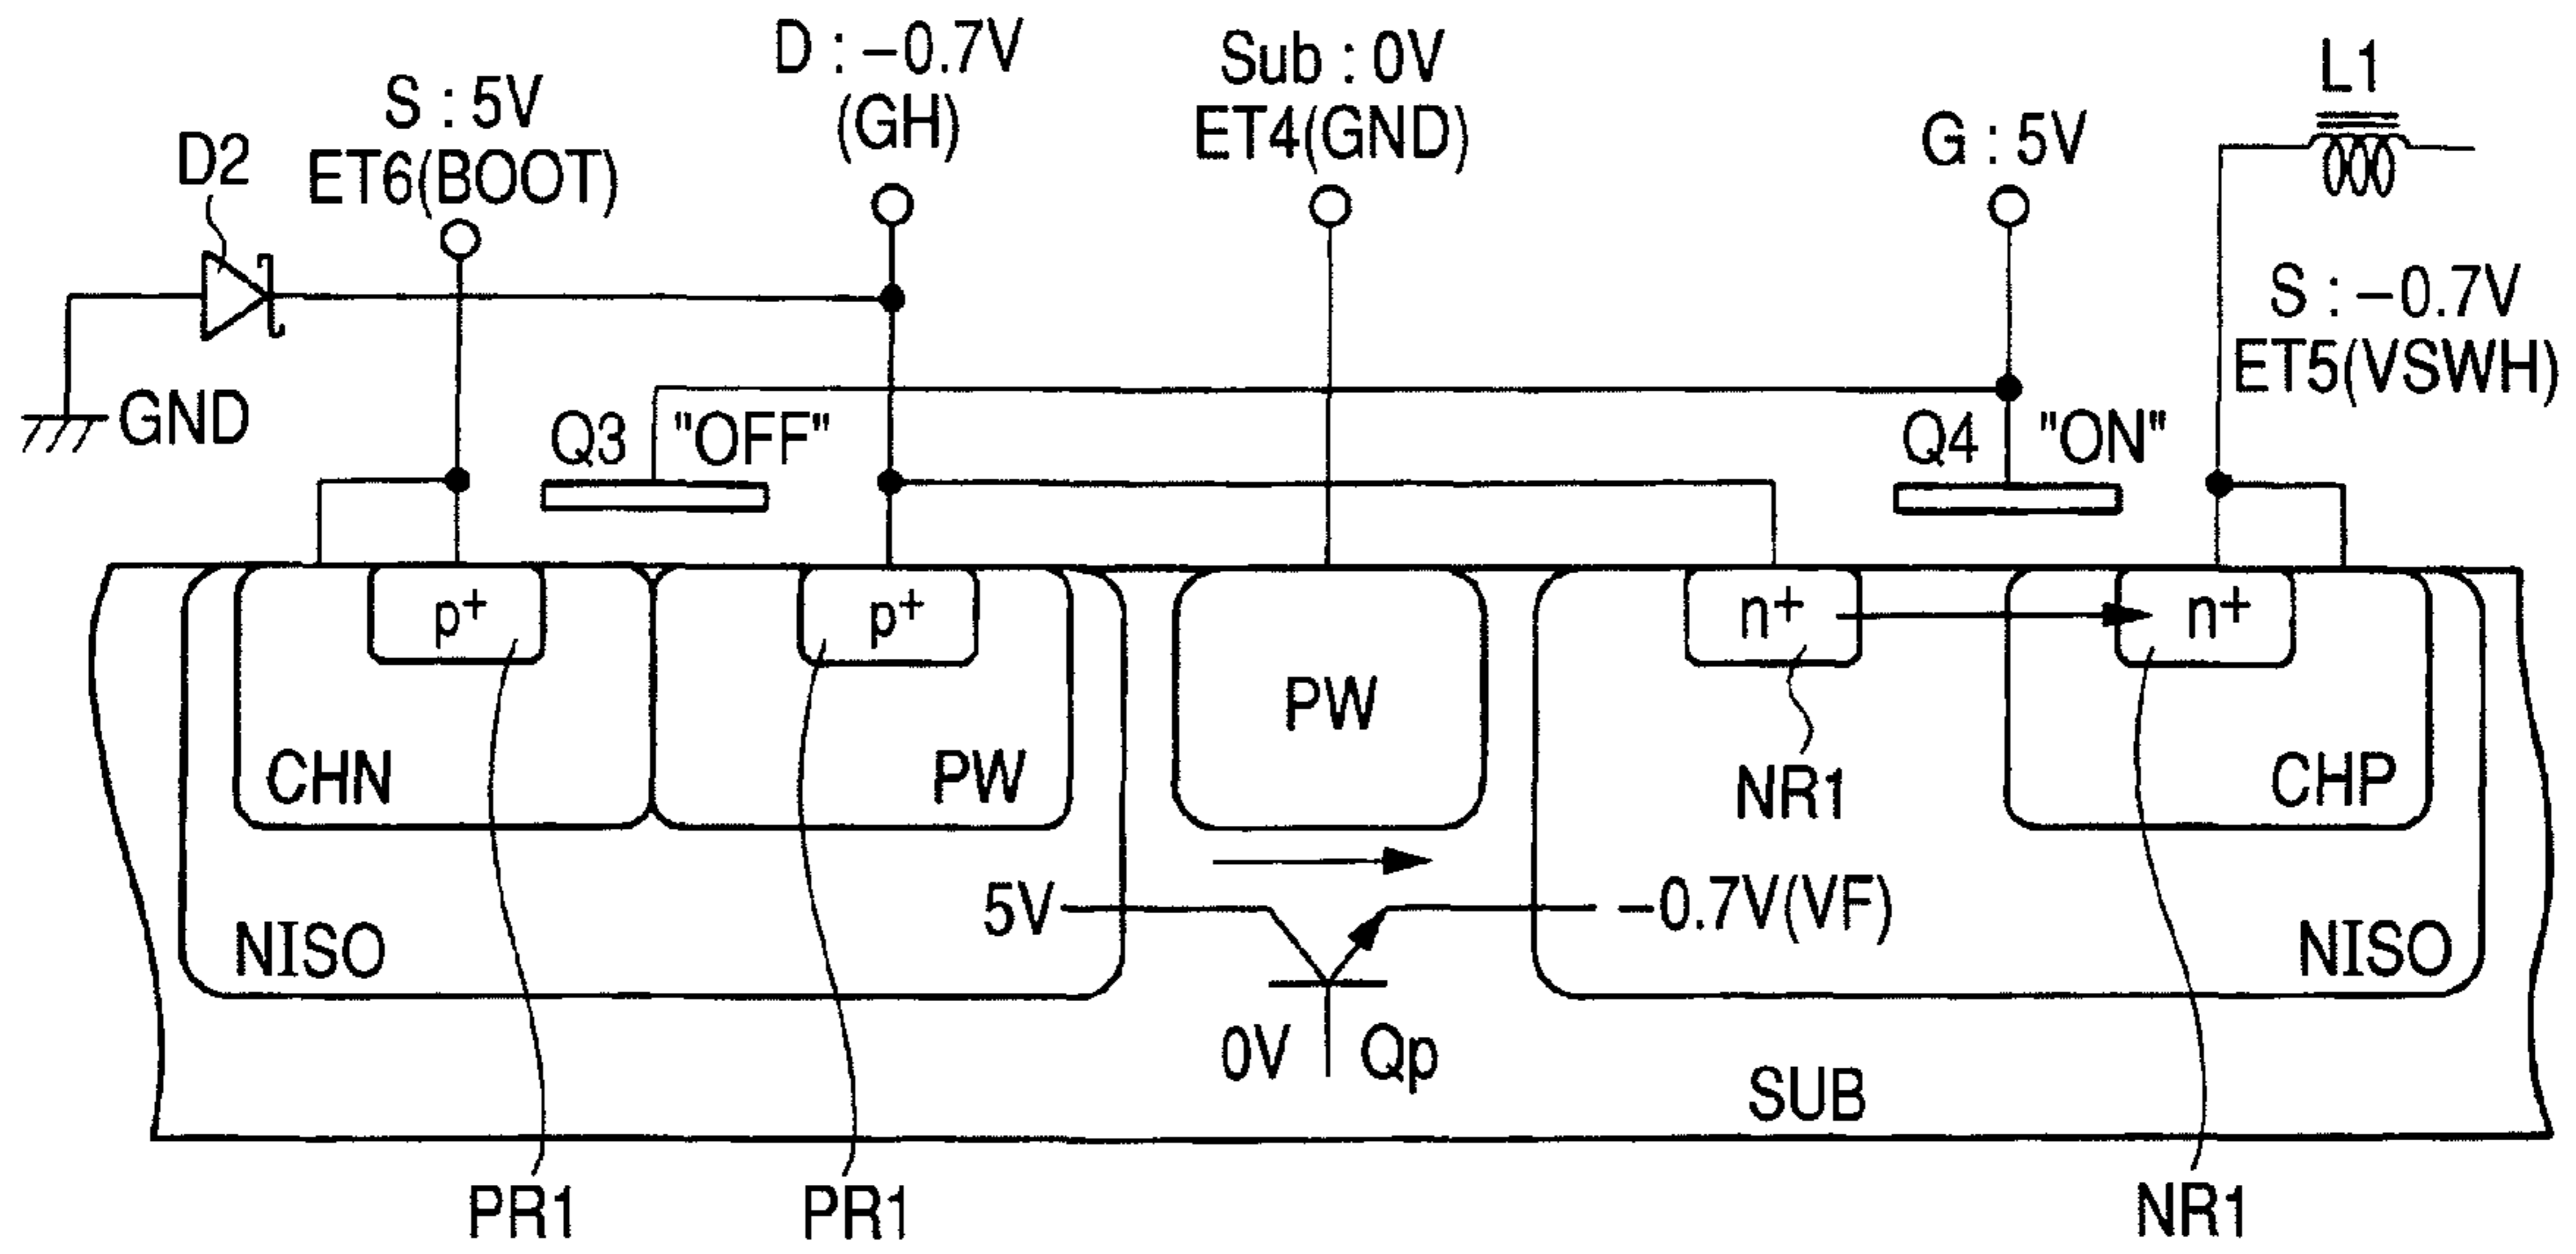 D2
S : 5V
ET6(BOOT)
D : −0.7V
(GH)
Sub : 0V
ET4(GND)
G : 5V
L1
S : −0.7V
ET5(VSWH)
GND
Q3 "OFF"
Q4 "ON"
p+
p+
n+
n+
CHN
PW
PW
NR1
CHP
NISO
5V
−0.7V(VF)
NISO
0V
Qp
SUB
PR1
PR1
NR1